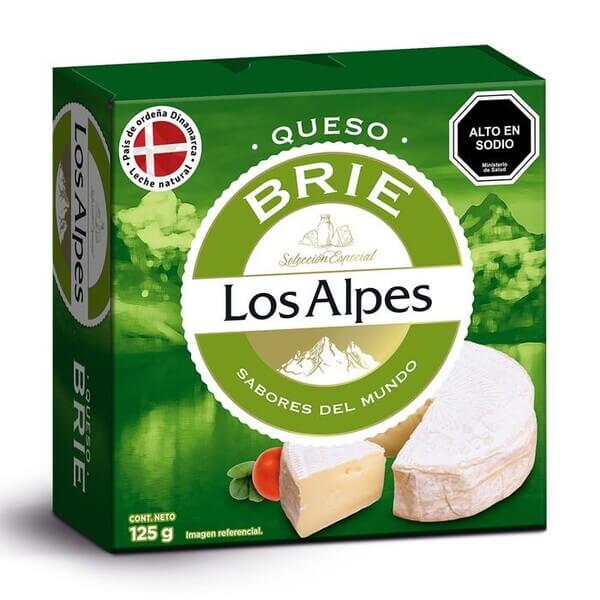 País de ordeña Dinamarca
• Leche natural •
• QUESO •
BRIE
Selección Especial
Los Alpes
SABORES DEL MUNDO
ALTO EN
SODIO
Ministerio
de Salud
Los Alpes
• QUESO •
BRIE
CONT. NETO
125 g
Imagen referencial.